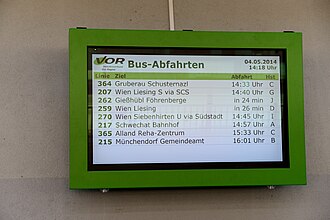 VOR
Bus-Abfahrten
04.05.2014
14:18 Uhr
Linie Ziel Abfahrt Hst
364 Gruberau Schusternazl 14:33 Uhr C
207 Wien Liesing S via SCS 14:40 Uhr G
262 Gießhübl Föhrenberge in 24 min J
259 Wien Liesing in 26 min D
270 Wien Siebenhirten U via Südstadt 14:45 Uhr I
217 Schwechat Bahnhof 14:57 Uhr A
365 Alland Reha-Zentrum 15:33 Uhr C
215 Münchendorf Gemeindeamt 16:01 Uhr B